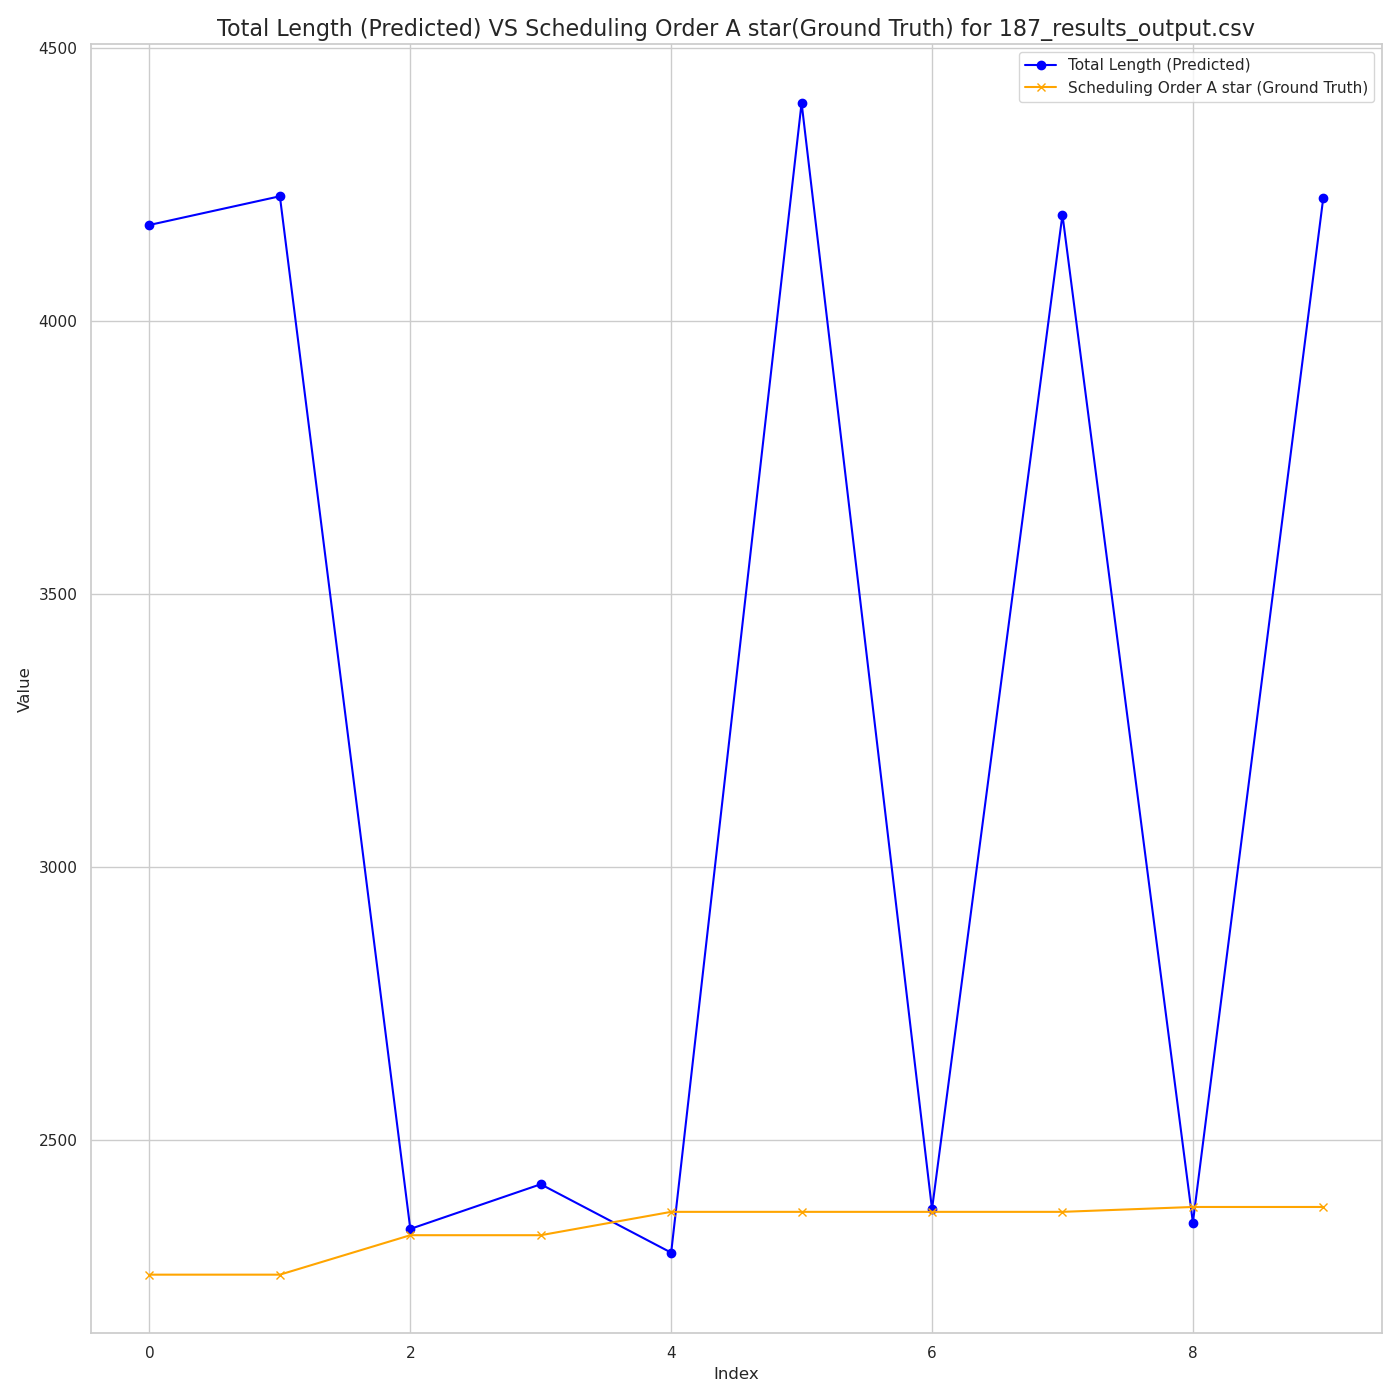 Total Length (Predicted) VS Scheduling Order A star(Ground Truth) for 187_results_output.csv
Total Length (Predicted)
Scheduling Order A star (Ground Truth)
4500
4000
3500
3000
2500
Value
0 2 4 6 8
Index